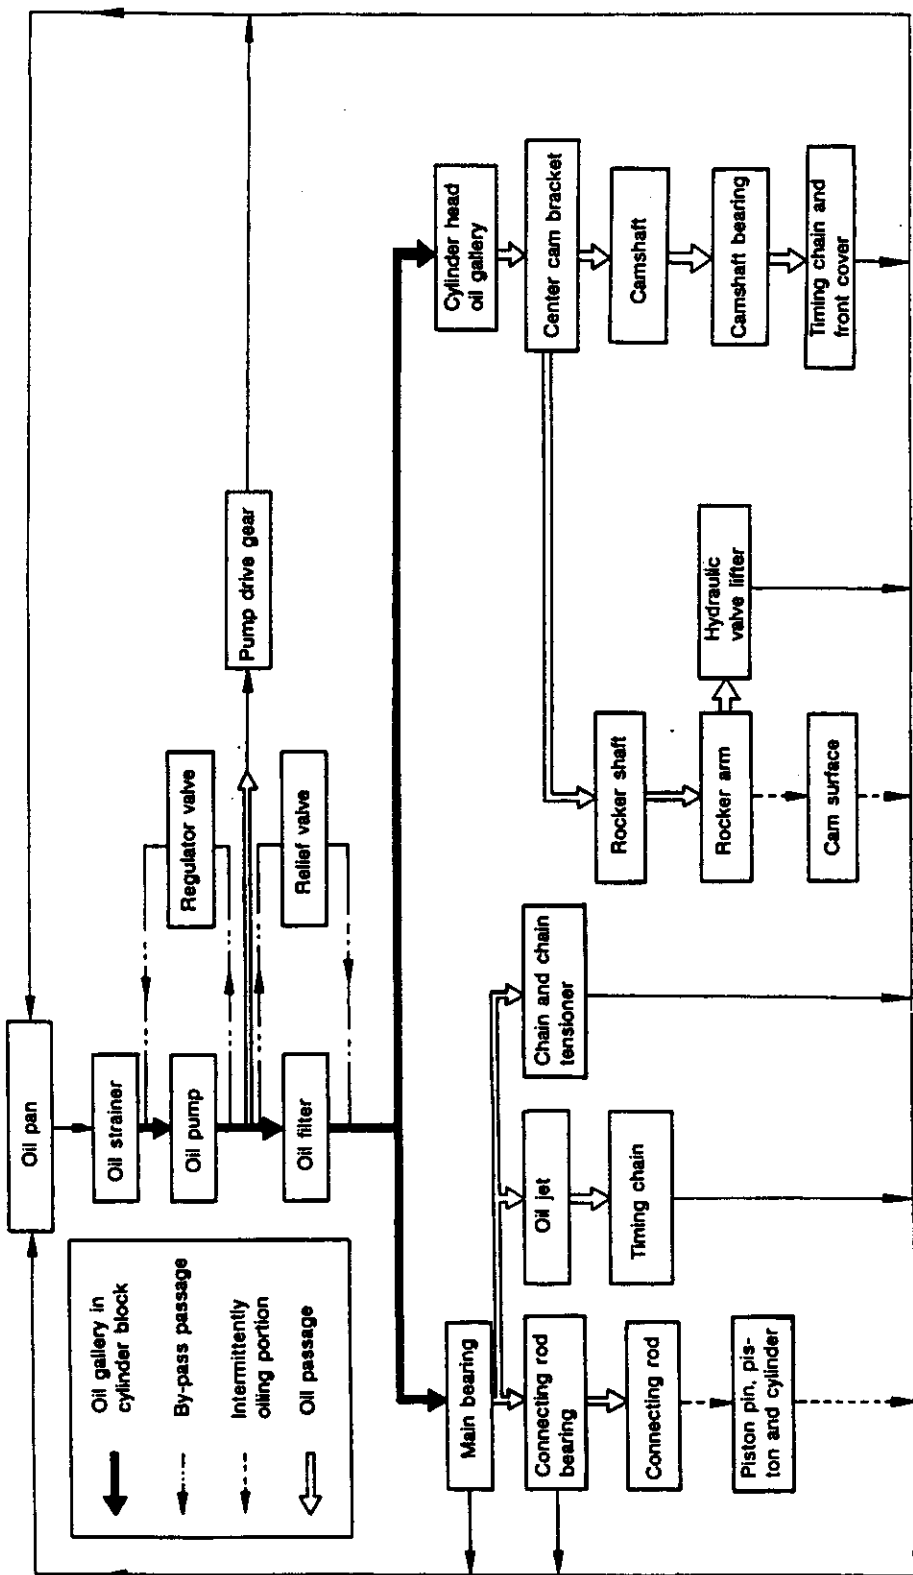 Oil pan
Oil strainer
Oil pump
Oil filter
Regulator valve
Relief valve
Pump drive gear
Oil gallery in
cylinder block
By-pass passage
Intermittently
oiling portion
Oil passage
Main bearing
Connecting rod
bearing
Connecting rod
Piston pin, pis-
ton and cylinder
Oil jet
Timing chain
Chain and chain
tensioner
Rocker shaft
Rocker arm
Cam surface
Hydraulic
valve lifter
Cylinder head
oil gallery
Center cam bracket
Camshaft
Camshaft bearing
Timing chain and
front cover